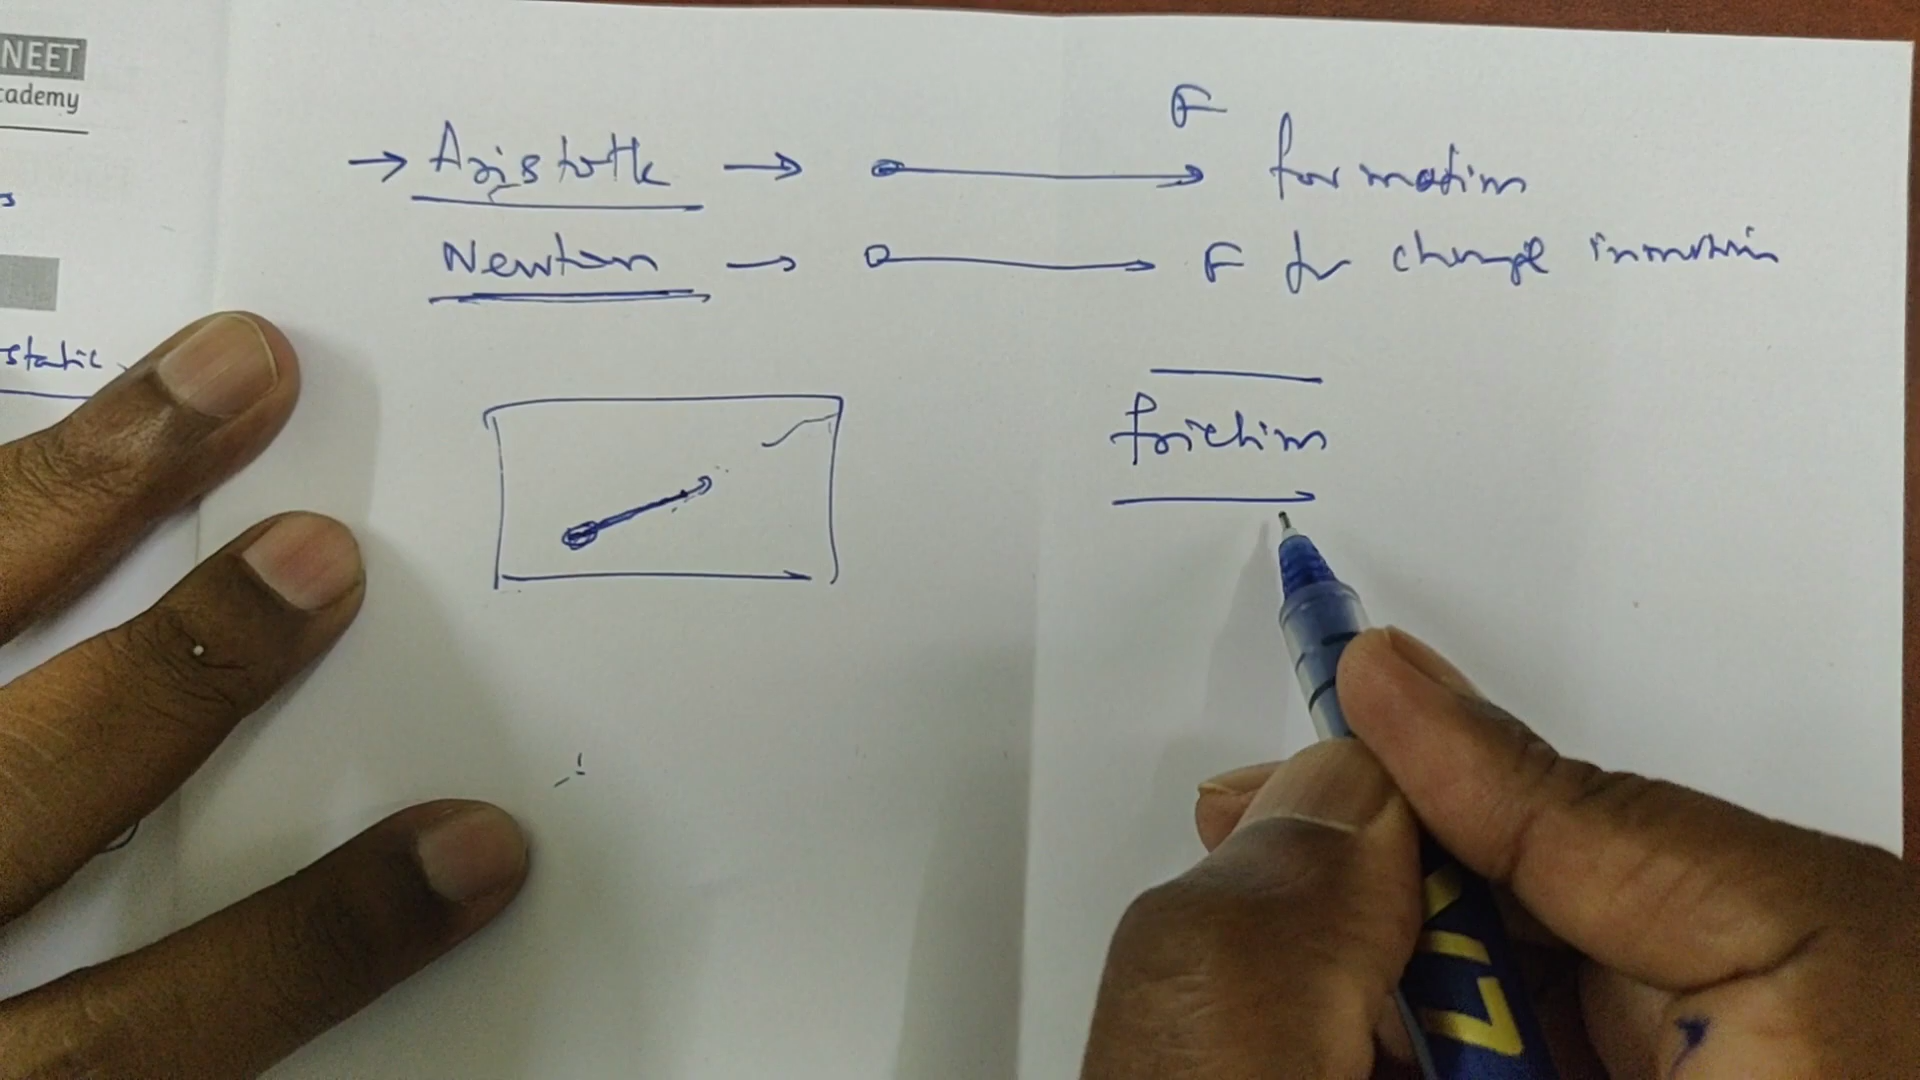 NEET
cademy
s
static
→ Aristotle → F for motion
Newton → F for change in motion
friction